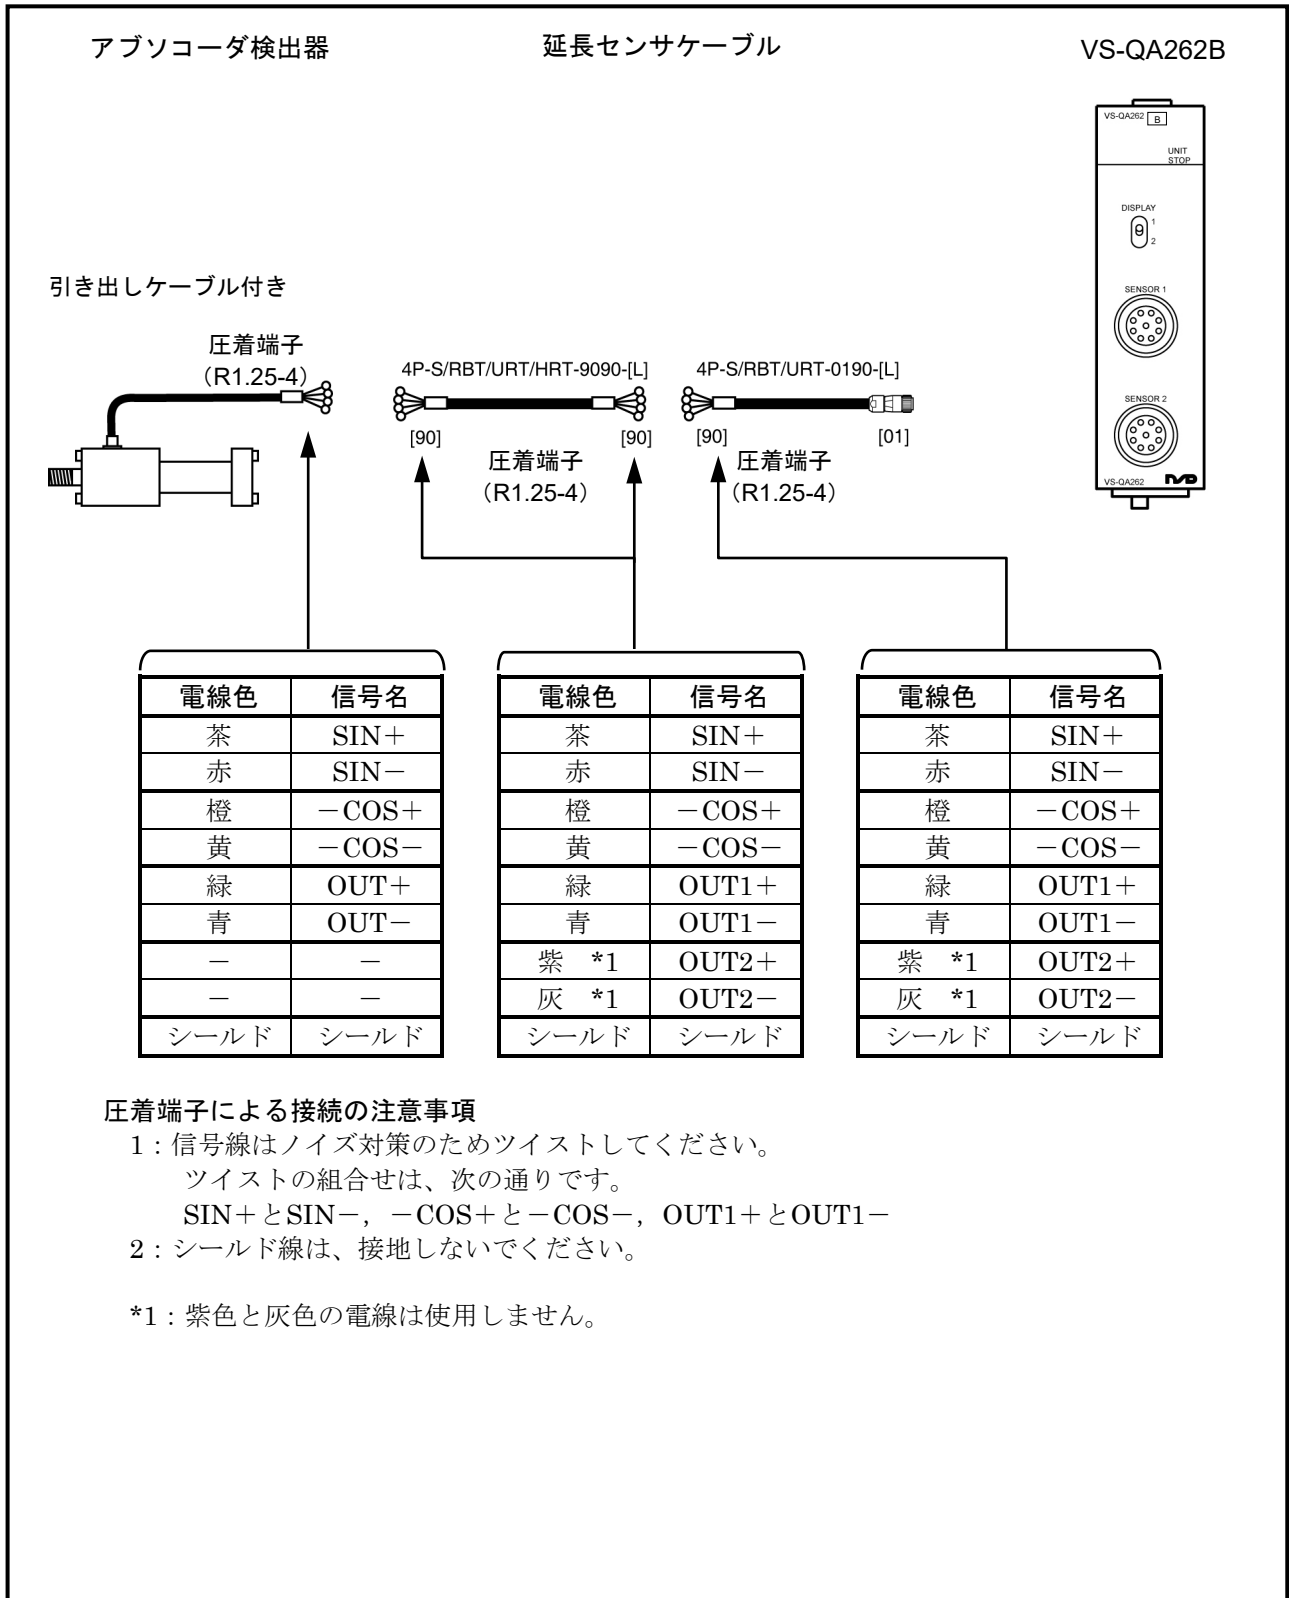 アブソコーダ検出器 延長センサケーブル VS-QA262B
VS-QA262 B
UNIT
STOP
DISPLAY
1
2
SENSOR 1
SENSOR 2
VS-QA262 NSD
引き出しケーブル付き
圧着端子
（R1.25-4）
4P-S/RBT/URT/HRT-9090-[L] 4P-S/RBT/URT-0190-[L]
[90] [90] [90] [01]
圧着端子 圧着端子
（R1.25-4） （R1.25-4）
電線色 信号名 電線色 信号名 電線色 信号名
茶 SIN＋ 茶 SIN＋ 茶 SIN＋
赤 SIN－ 赤 SIN－ 赤 SIN－
橙 －COS＋ 橙 －COS＋ 橙 －COS＋
黄 －COS－ 黄 －COS－ 黄 －COS－
緑 OUT＋ 緑 OUT1＋ 緑 OUT1＋
青 OUT－ 青 OUT1－ 青 OUT1－
－ － 紫 *1 OUT2＋ 紫 *1 OUT2＋
－ － 灰 *1 OUT2－ 灰 *1 OUT2－
シールド シールド シールド シールド シールド シールド
圧着端子による接続の注意事項
1：信号線はノイズ対策のためツイストしてください。
ツイストの組合せは、次の通りです。
SIN＋とSIN－，－COS＋と－COS－，OUT1＋とOUT1－
2：シールド線は、接地しないでください。
*1：紫色と灰色の電線は使用しません。